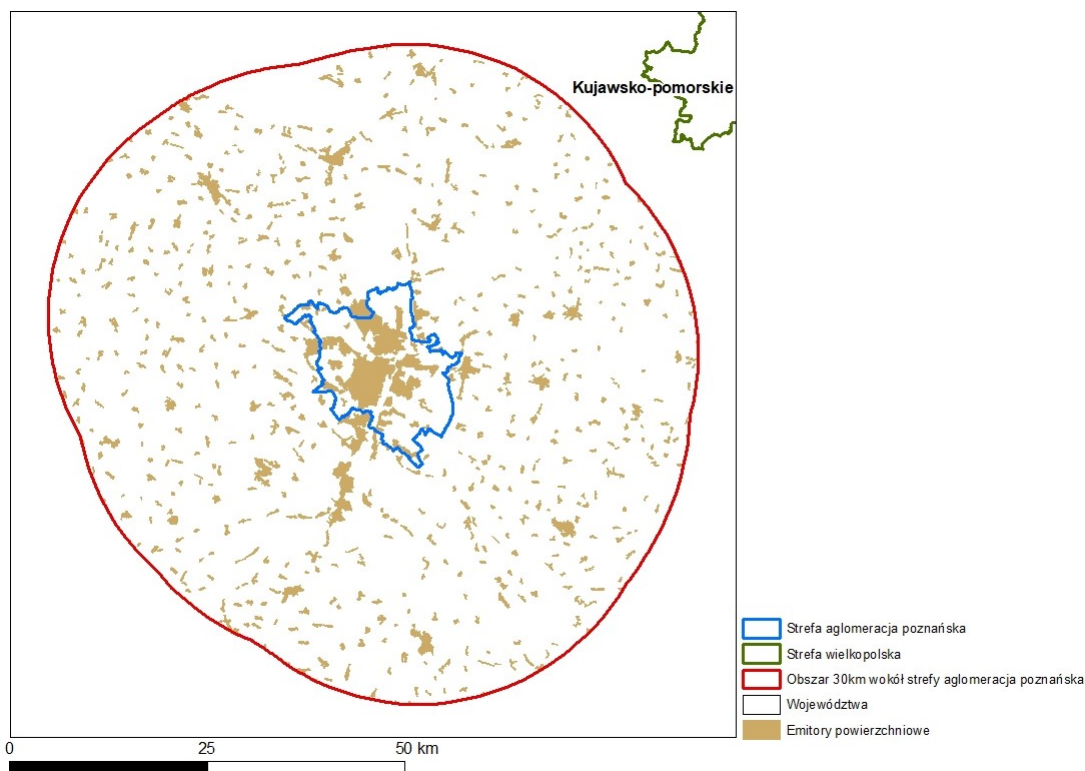 Kujawsko-pomorskie
Strefa aglomeracja poznańska
Strefa wielkopolska
Obszar 30km wokół strefy aglomeracja poznańska
Województwa
Emitory powierzchniowe
0 25 50 km